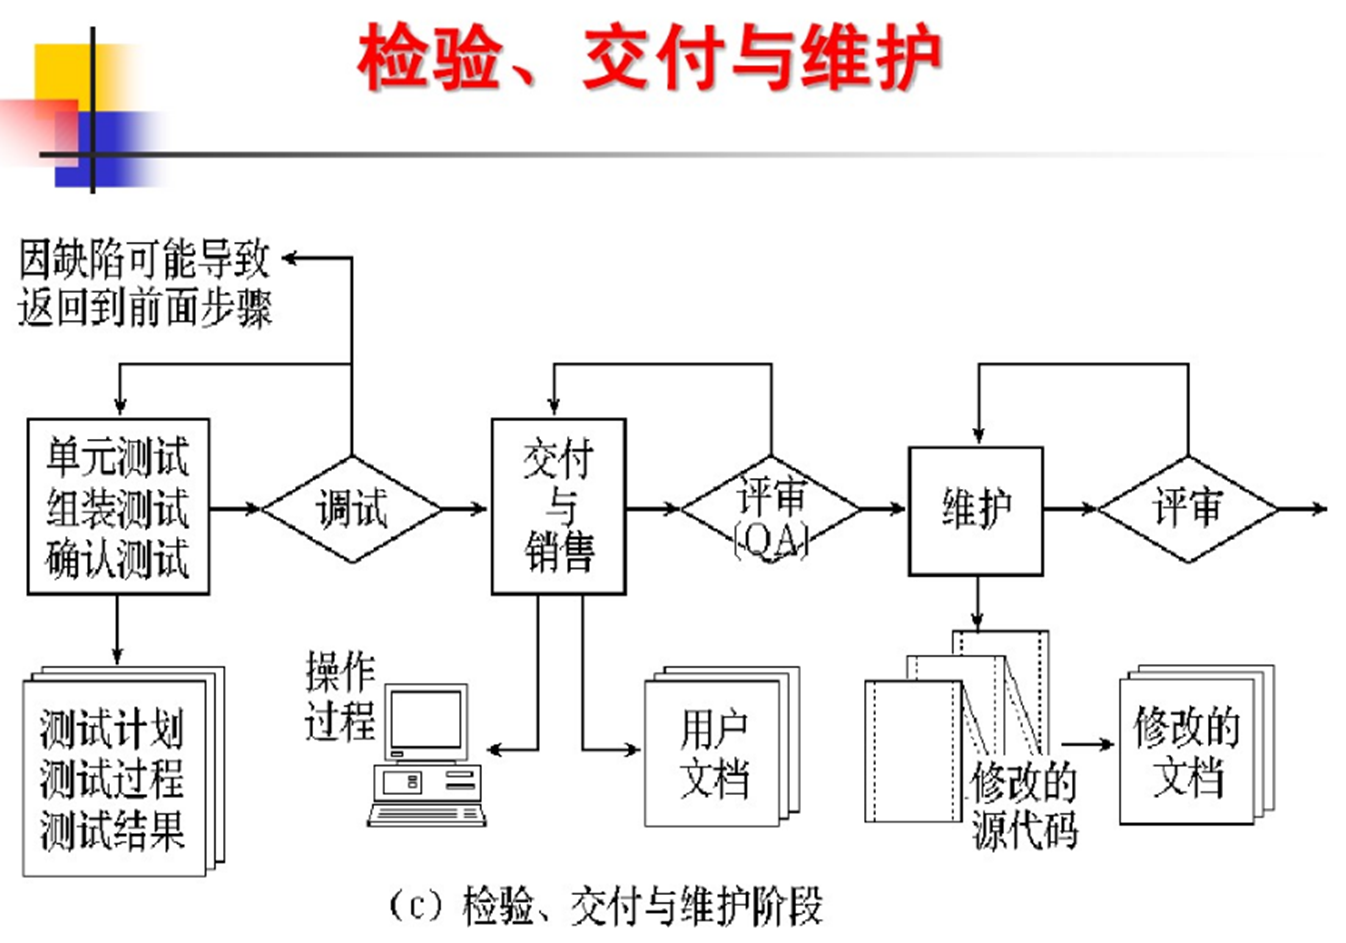 检验、交付与维护
因缺陷可能导致
返回到前面步骤
单元测试
组装测试
确认测试
调试
交付
与
销售
评审
(QA)
维护
评审
测试计划
测试过程
测试结果
操作
过程
用户
文档
修改的
源代码
修改的
文档
（c）检验、交付与维护阶段